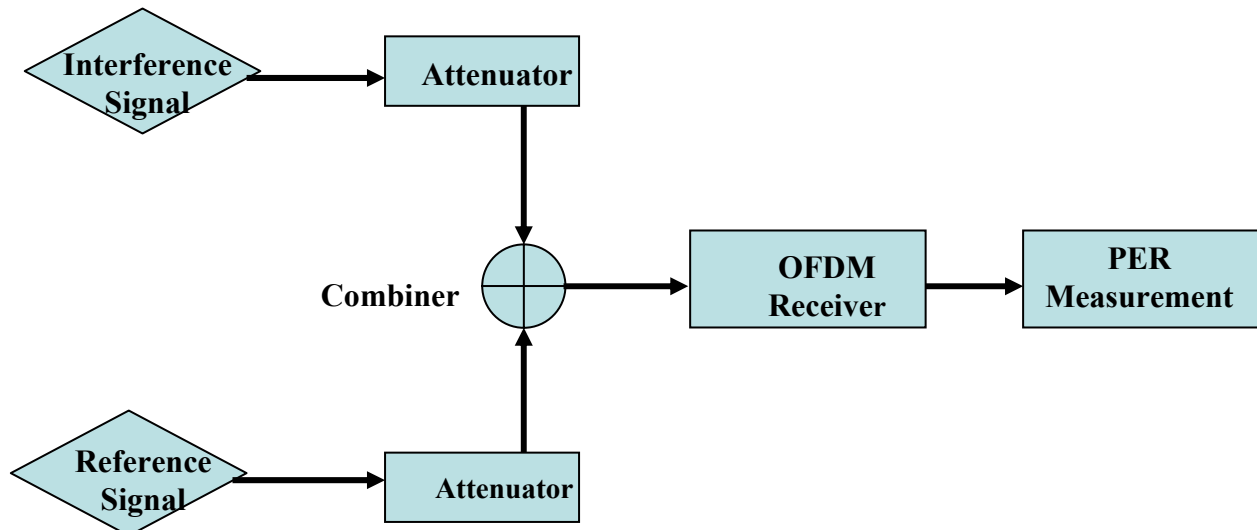 Interference
Signal
Attenuator
Combiner
OFDM
Receiver
PER
Measurement
Reference
Signal
Attenuator